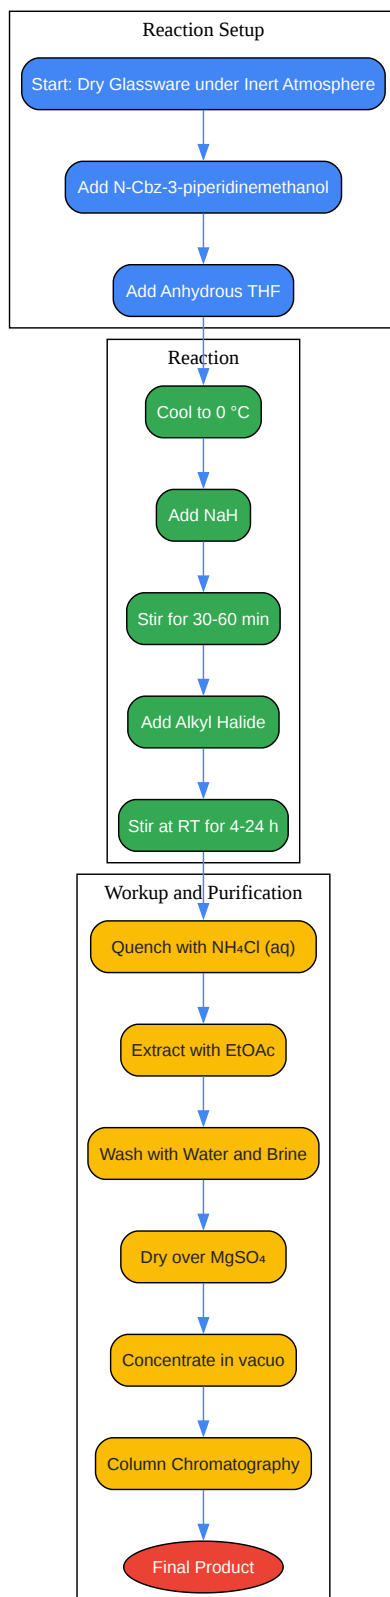 Reaction Setup
Start: Dry Glassware under Inert Atmosphere
Add N-Cbz-3-piperidinemethanol
Add Anhydrous THF
Reaction
Cool to 0 °C
Add NaH
Stir for 30-60 min
Add Alkyl Halide
Stir at RT for 4-24 h
Workup and Purification
Quench with NH₄Cl (aq)
Extract with EtOAc
Wash with Water and Brine
Dry over MgSO₄
Concentrate in vacuo
Column Chromatography
Final Product